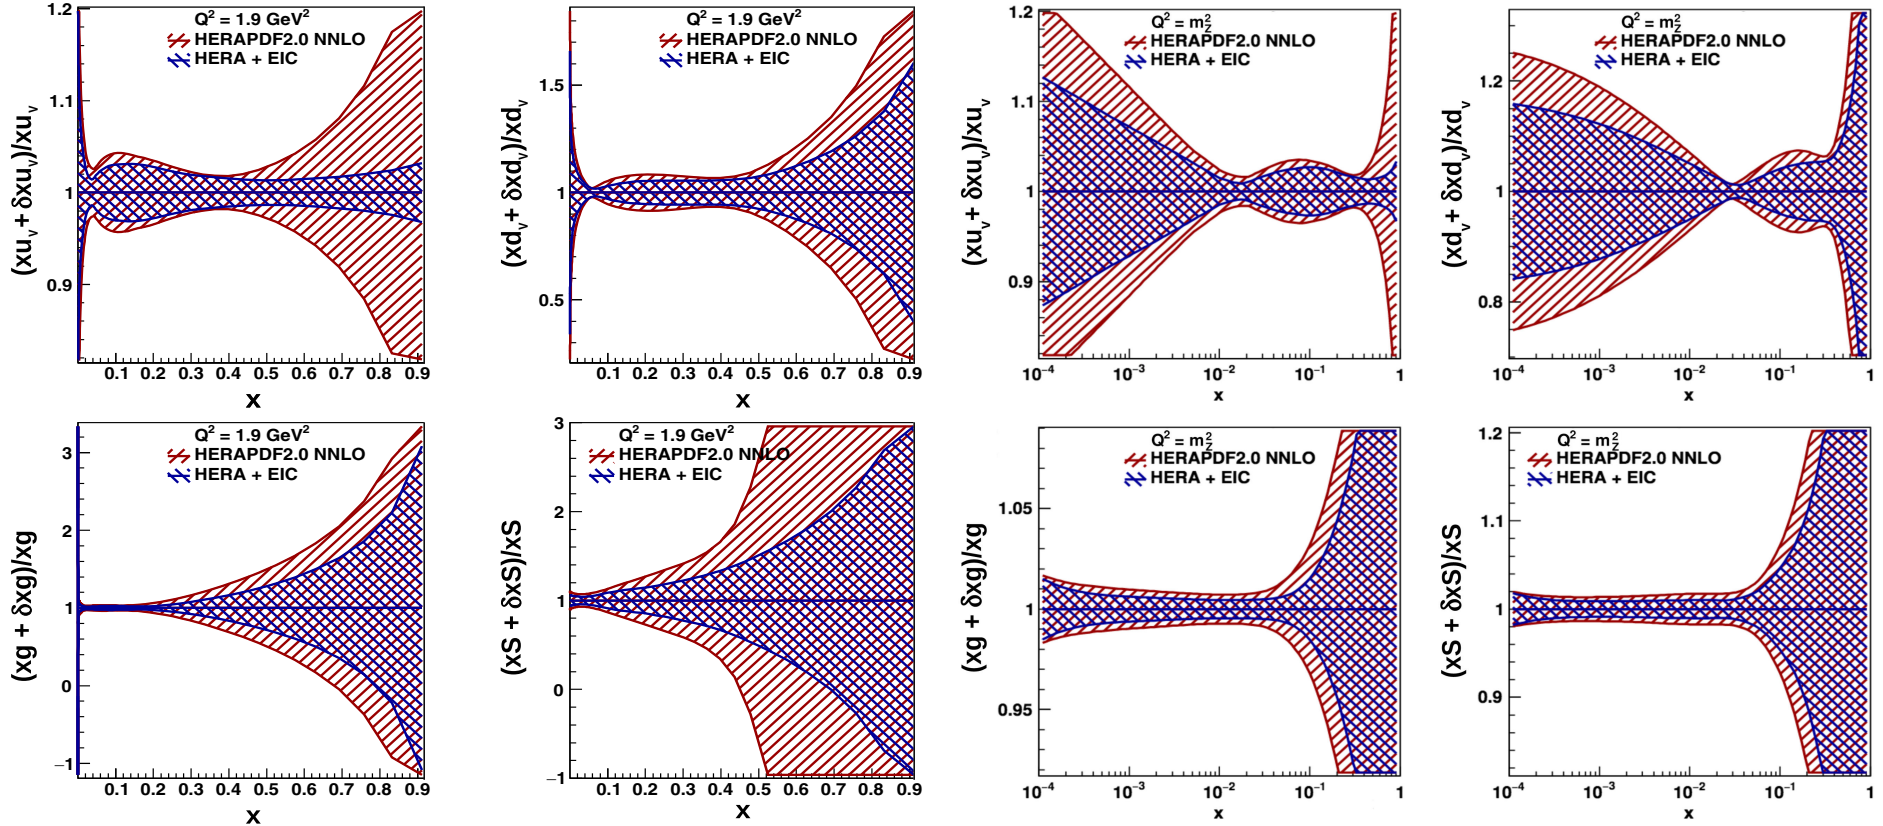 Q² = 1.9 GeV²
HERAPDF2.0 NNLO
HERA + EIC
(xuᵥ + δxuᵥ)/xuᵥ
1.2
1.1
1
0.9
0.1 0.2 0.3 0.4 0.5 0.6 0.7 0.8 0.9
x
Q² = 1.9 GeV²
HERAPDF2.0 NNLO
HERA + EIC
(xdᵥ + δxdᵥ)/xdᵥ
1.5
1
0.5
0.1 0.2 0.3 0.4 0.5 0.6 0.7 0.8 0.9
x
Q² = m_Z²
HERAPDF2.0 NNLO
HERA + EIC
(xuᵥ + δxuᵥ)/xuᵥ
1.2
1.1
1
0.9
10⁻⁴ 10⁻³ 10⁻² 10⁻¹ 1
x
Q² = m_Z²
HERAPDF2.0 NNLO
HERA + EIC
(xdᵥ + δxdᵥ)/xdᵥ
1.2
1
0.8
10⁻⁴ 10⁻³ 10⁻² 10⁻¹ 1
x
Q² = 1.9 GeV²
HERAPDF2.0 NNLO
HERA + EIC
(xg + δxg)/xg
3
2
1
0
−1
0.1 0.2 0.3 0.4 0.5 0.6 0.7 0.8 0.9
x
Q² = 1.9 GeV²
HERAPDF2.0 NNLO
HERA + EIC
(xS + δxS)/xS
3
2
1
0
−1
0.1 0.2 0.3 0.4 0.5 0.6 0.7 0.8 0.9
x
Q² = m_Z²
HERAPDF2.0 NNLO
HERA + EIC
(xg + δxg)/xg
1.05
1
0.95
10⁻⁴ 10⁻³ 10⁻² 10⁻¹ 1
x
Q² = m_Z²
HERAPDF2.0 NNLO
HERA + EIC
(xS + δxS)/xS
1.2
1.1
1
0.9
10⁻⁴ 10⁻³ 10⁻² 10⁻¹ 1
x